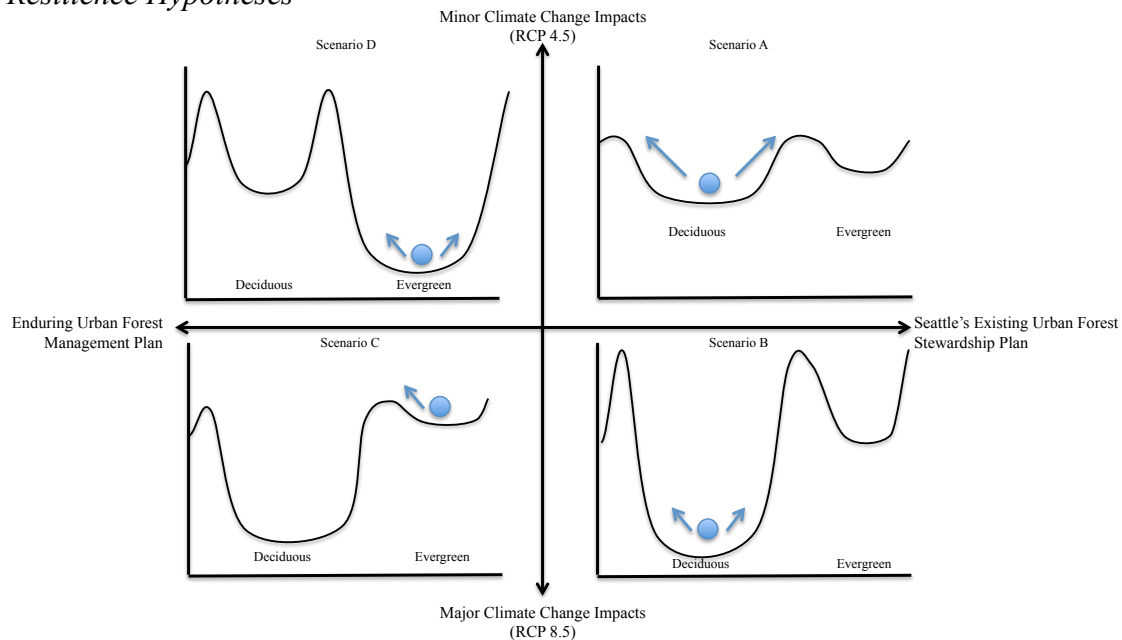 Resilience Hypotheses
Minor Climate Change Impacts
(RCP 4.5)
Scenario D
Scenario A
Deciduous
Evergreen
Deciduous
Evergreen
Enduring Urban Forest
Management Plan
Seattle's Existing Urban Forest
Stewardship Plan
Scenario C
Scenario B
Deciduous
Evergreen
Deciduous
Evergreen
Major Climate Change Impacts
(RCP 8.5)